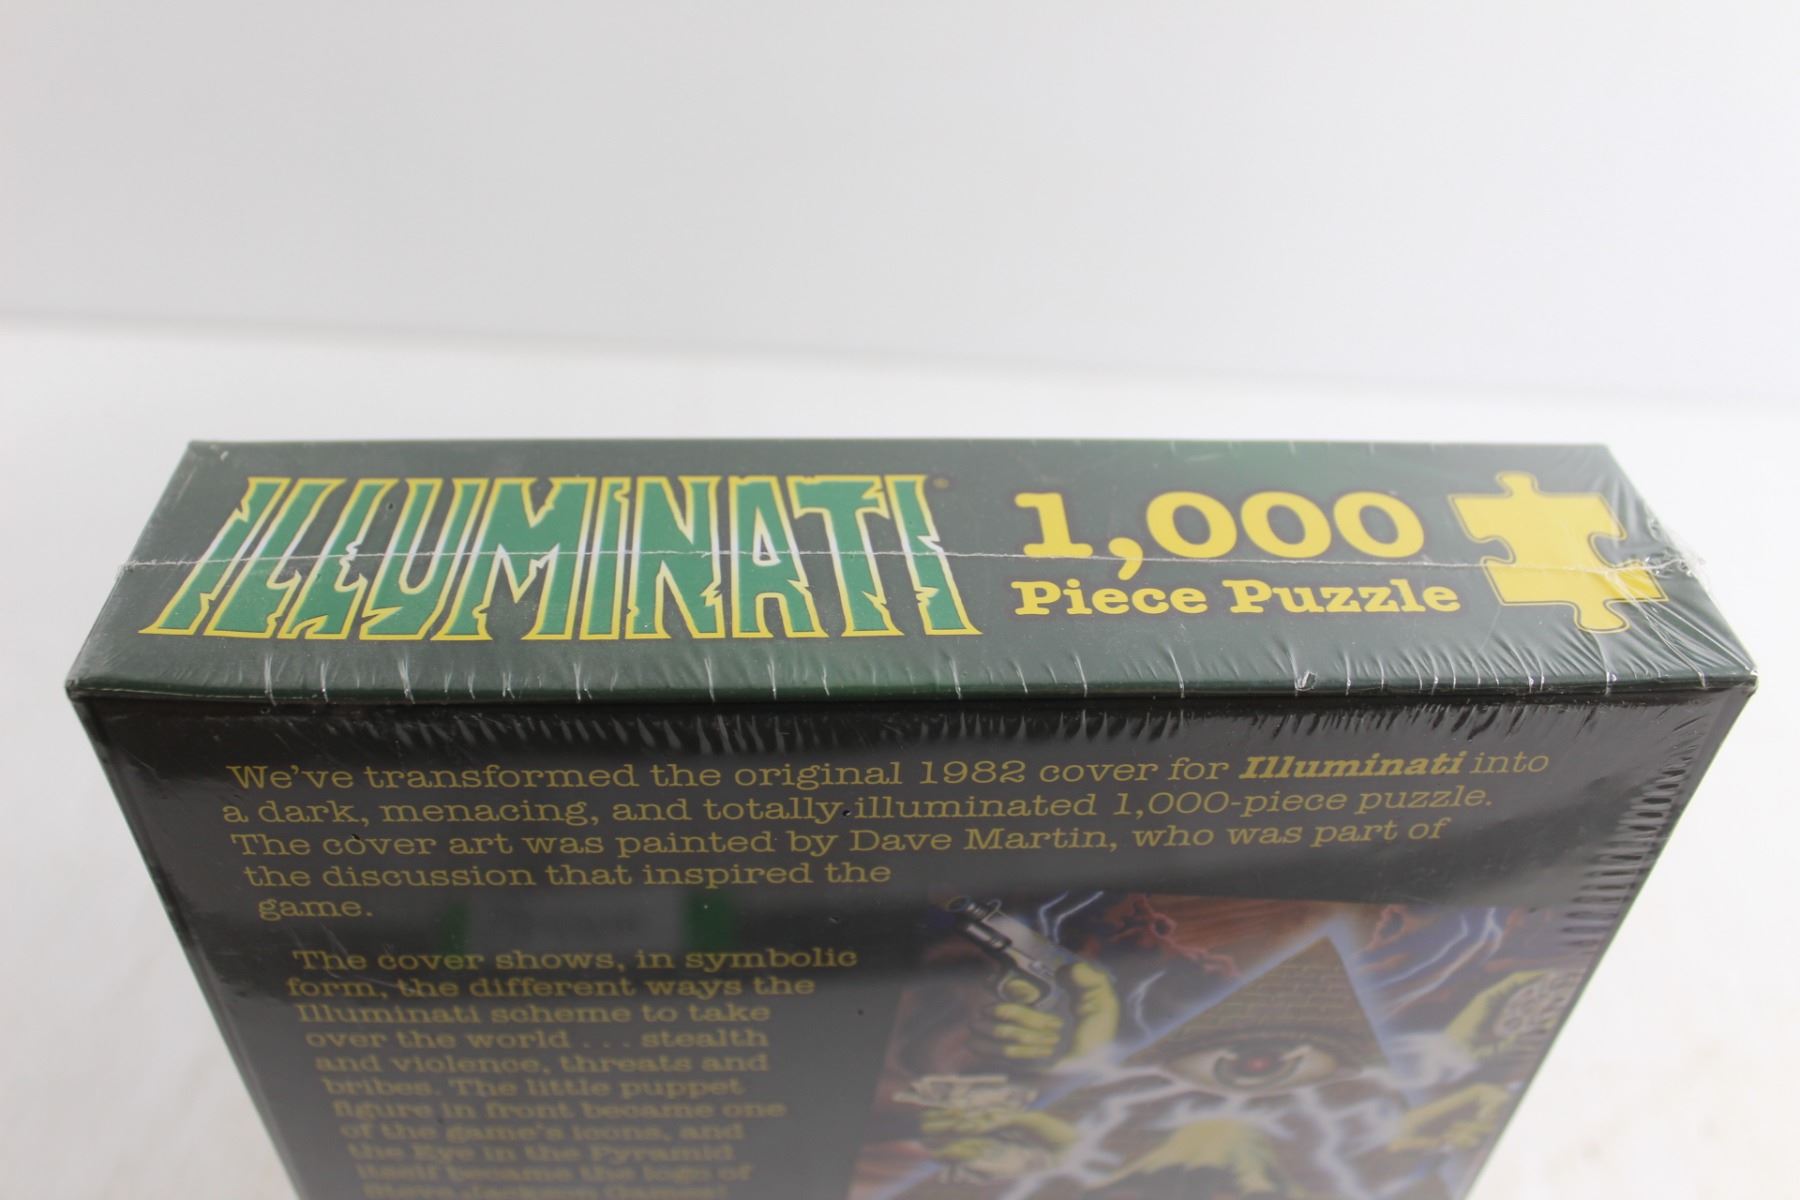 ILLUMINATI
1,000
Piece Puzzle
We've transformed the original 1982 cover for Illuminati into
a dark, menacing, and totally illuminated 1,000-piece puzzle.
The cover art was painted by Dave Martin, who was part of
the discussion that inspired the
game.
The cover shows, in symbolic
form, the different ways the
Illuminati scheme to take
over the world . . . stealth
and violence, threats and
bribes. The little puppet
figure in front became one
of the game's icons, and
the Eye in the Pyramid
itself became the logo of
Steve Jackson Games!